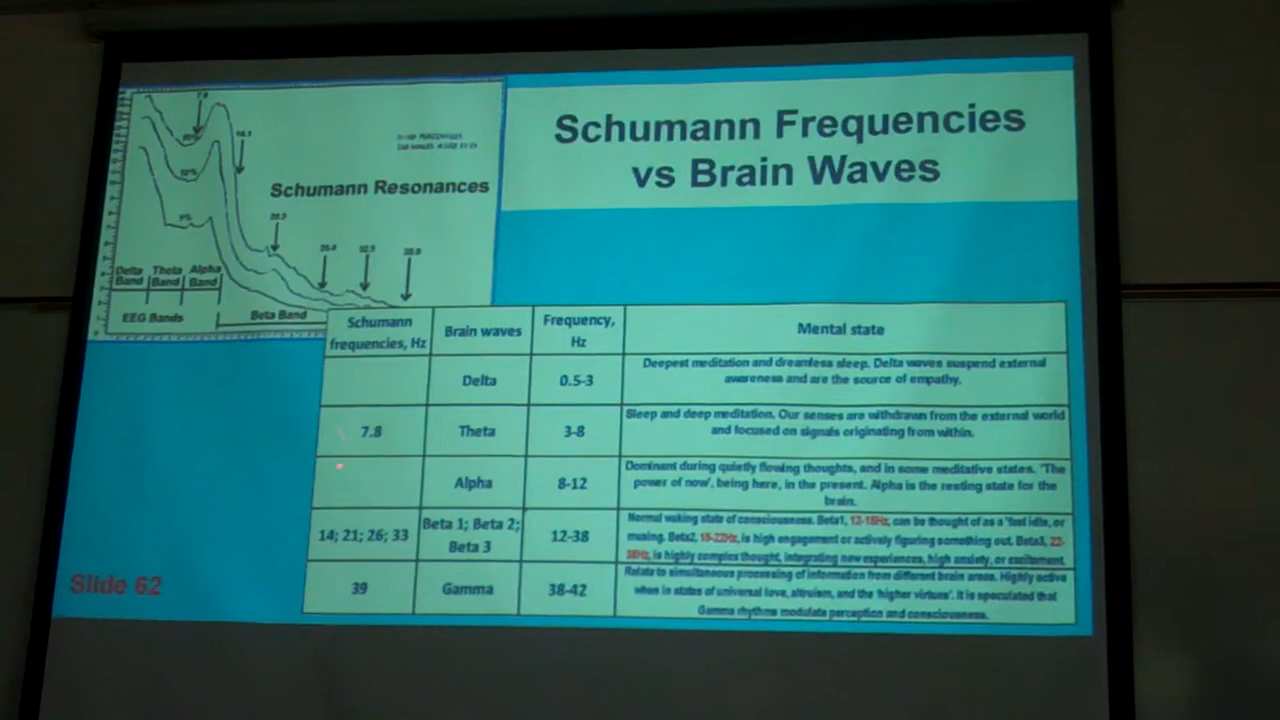 Schumann Frequencies
vs Brain Waves
Schumann Resonances
Delta Theta Alpha
Band Band Band
EEG Bands
Beta Band
Schumann frequencies, Hz Brain waves Frequency, Hz Mental state
Delta 0.5-3 Deepest meditation and dreamless sleep. Delta waves suspend external
awareness and are the source of empathy.
7.8 Theta 3-8 Sleep and deep meditation. Our senses are withdrawn from the external world
and focused on signals originating from within.
Alpha 8-12 Dominant during quietly flowing thoughts, and in some meditative states. 'The
power of now', being here, in the present. Alpha is the resting state for the
brain.
14; 21; 26; 33 Beta 1; Beta 2; Beta 3 12-38 Normal waking state of consciousness. Beta1, 12-15Hz, can be thought of as a 'fast idle, or
musing. Beta2, 15-22Hz, is high engagement or actively figuring something out. Beta3, 22-
38Hz, is highly complex thought, integrating new experiences, high anxiety, or excitement.
39 Gamma 38-42 Relate to simultaneous processing of information from different brain areas. Highly active
when in states of universal love, altruism, and the 'higher virtues'. It is speculated that
Gamma rhythms modulate perception and consciousness.
Slide 62